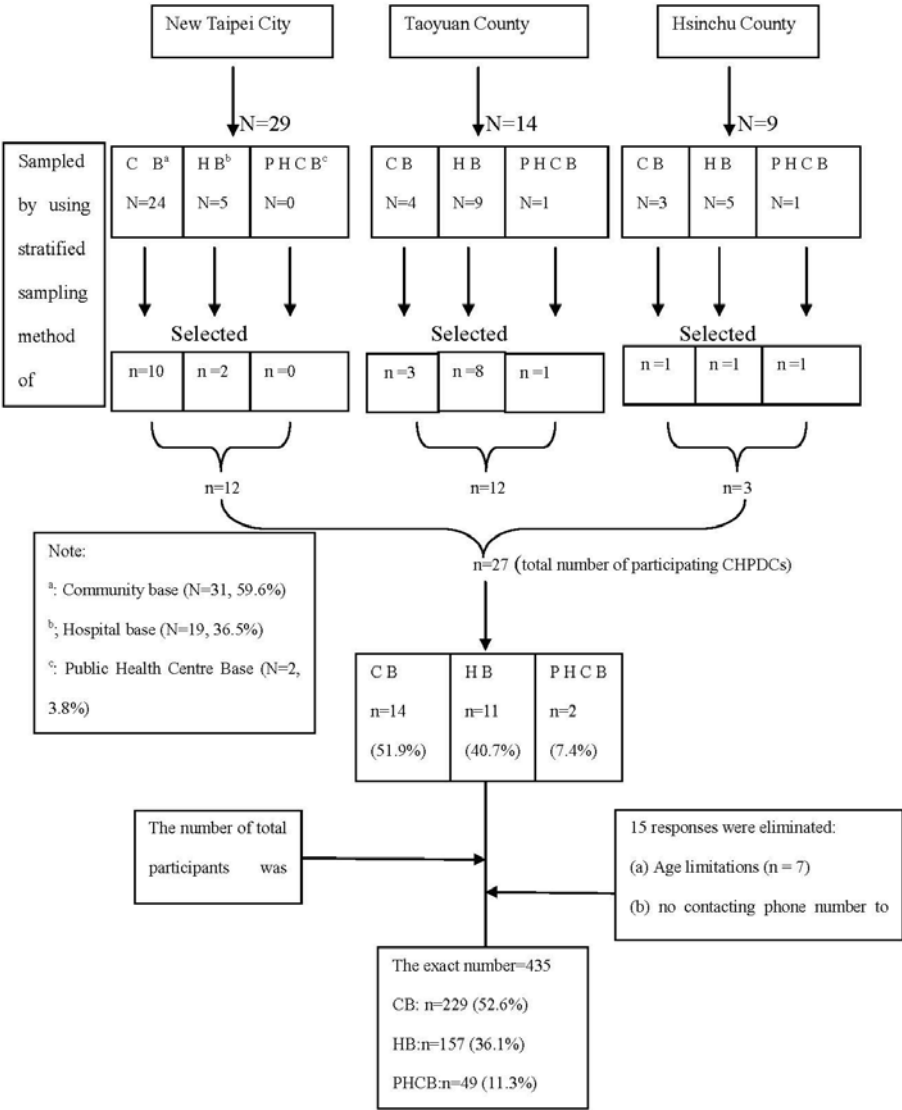 New Taipei City
Taoyuan County
Hsinchu County
N=29
N=14
N=9
Sampled
by using
stratified
sampling
method
of
C Bᵃ
H Bᵇ
P H C Bᶜ
N=24
N=5
N=0
C B
H B
P H C B
N=4
N=9
N=1
C B
H B
P H C B
N=3
N=5
N=1
Selected
Selected
Selected
n=10
n =2
n =0
n =3
n =8
n =1
n =1
n =1
n =1
n=12
n=12
n=3
n=27 (total number of participating CHPDCs)
Note:
ᵃ: Community base (N=31, 59.6%)
ᵇ; Hospital base (N=19, 36.5%)
ᶜ: Public Health Centre Base (N=2,
3.8%)
C B
H B
P H C B
n=14
n=11
n=2
(51.9%)
(40.7%)
(7.4%)
The number of total
participants was
15 responses were eliminated:
(a) Age limitations (n = 7)
(b) no contacting phone number to
The exact number=435
CB: n=229 (52.6%)
HB:n=157 (36.1%)
PHCB:n=49 (11.3%)